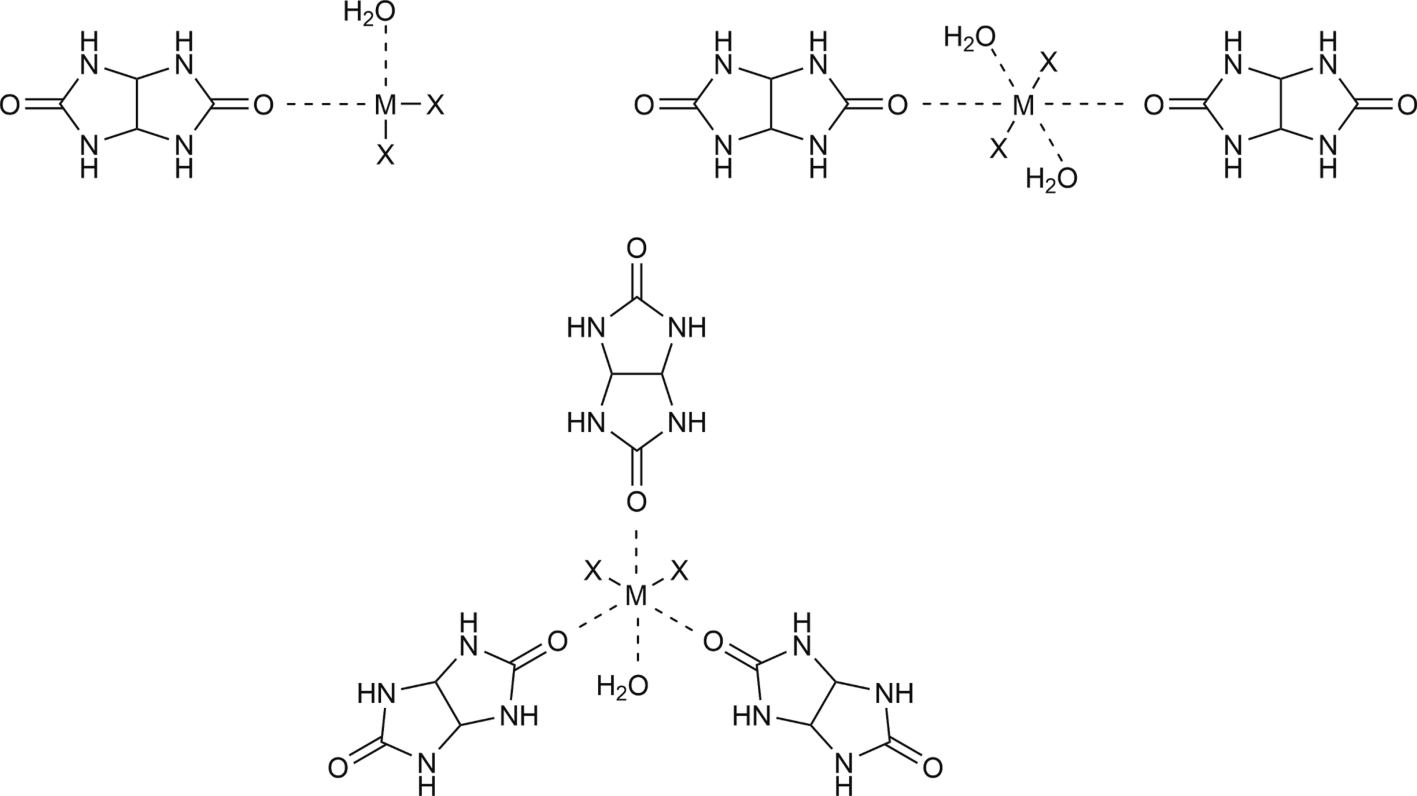 H₂O
H H
N N
O O M X
N N
H H
X
H H H₂O H H
N N X N N
O O M O O
N N X N N
H H H₂O H H
O
HN NH
HN NH
O
X X
M
H H
N O O N
HN H₂O NH
NH HN
O N N O
H H